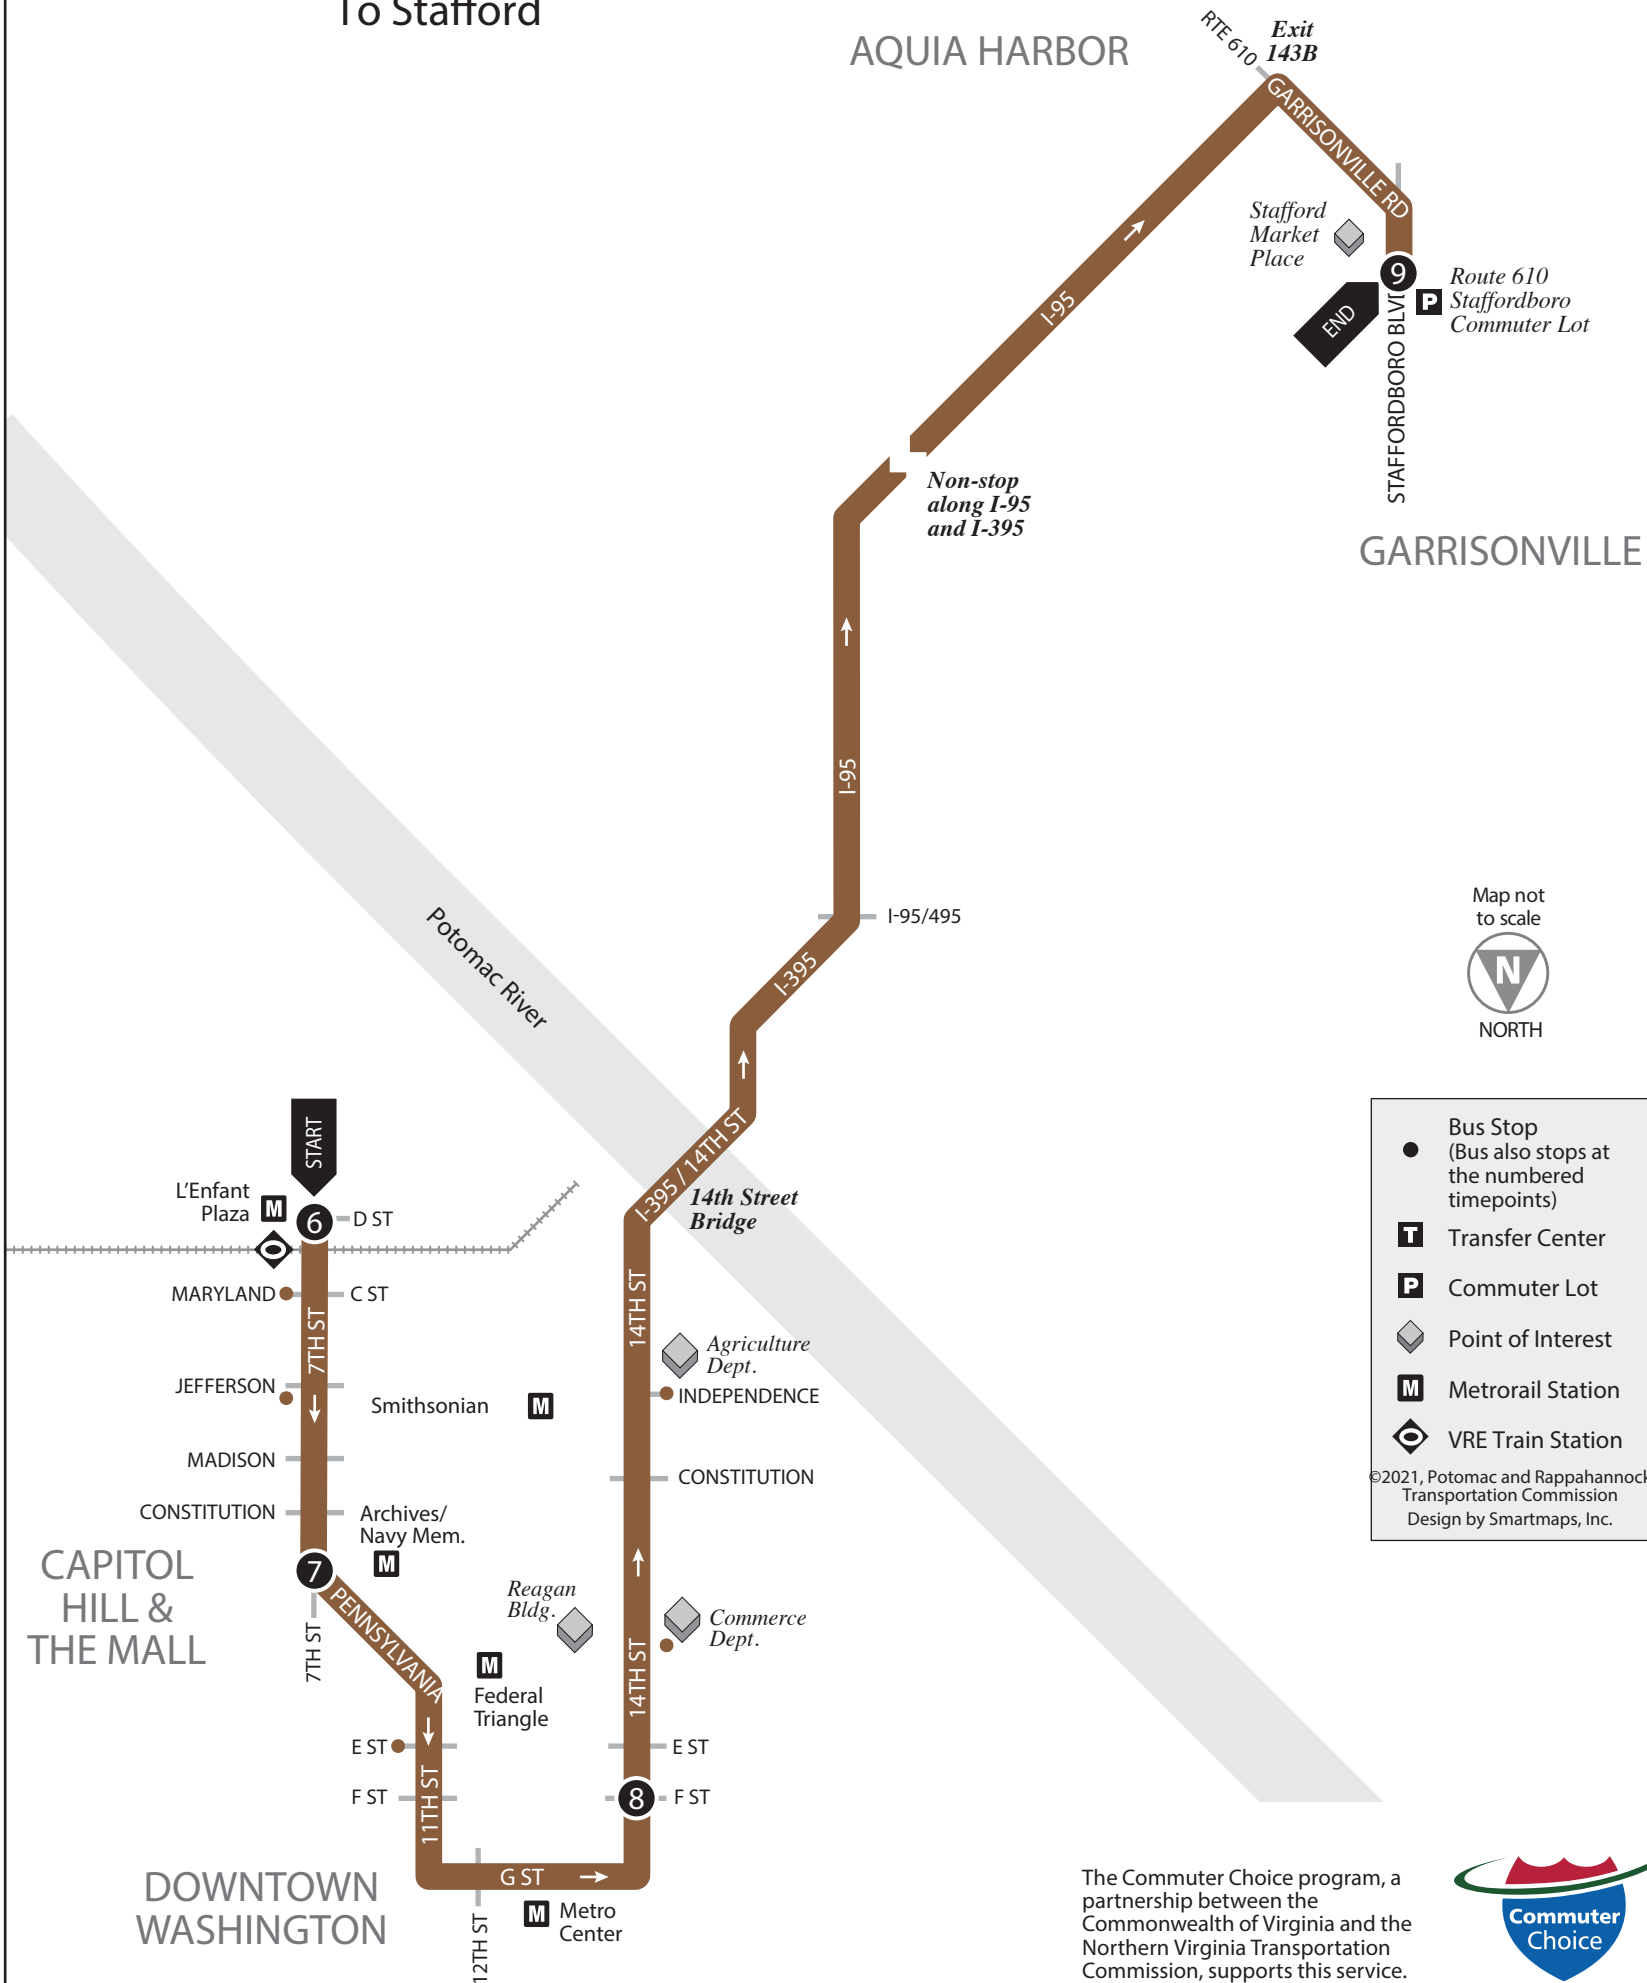 To Stafford
AQUIA HARBOR
RTE 610
Exit
143B
GARRISONVILLE RD
Stafford
Market
Place
9
P
Route 610
Staffordboro
Commuter Lot
END
STAFFORDBORO BLV
I-95
Non-stop
along I-95
and I-395
GARRISONVILLE
I-95
I-95/495
I-395
Potomac River
Map not
to scale
N
NORTH
I-395 / 14TH ST
14th Street
Bridge
START
L'Enfant
Plaza
M
6
D ST
MARYLAND
C ST
7TH ST
JEFFERSON
Smithsonian
M
MADISON
CONSTITUTION
Archives/
Navy Mem.
M
7
7TH ST
CAPITOL
HILL &
THE MALL
PENNSYLVANIA
14TH ST
Agriculture
Dept.
INDEPENDENCE
CONSTITUTION
Reagan
Bldg.
Commerce
Dept.
M
Federal
Triangle
14TH ST
E ST
E ST
F ST
8
F ST
11TH ST
G ST
M
Metro
Center
12TH ST
DOWNTOWN
WASHINGTON
Bus Stop
(Bus also stops at
the numbered
timepoints)
T Transfer Center
P Commuter Lot
Point of Interest
M Metrorail Station
VRE Train Station
©2021, Potomac and Rappahannock
Transportation Commission
Design by Smartmaps, Inc.
The Commuter Choice program, a
partnership between the
Commonwealth of Virginia and the
Northern Virginia Transportation
Commission, supports this service.
Commuter
Choice